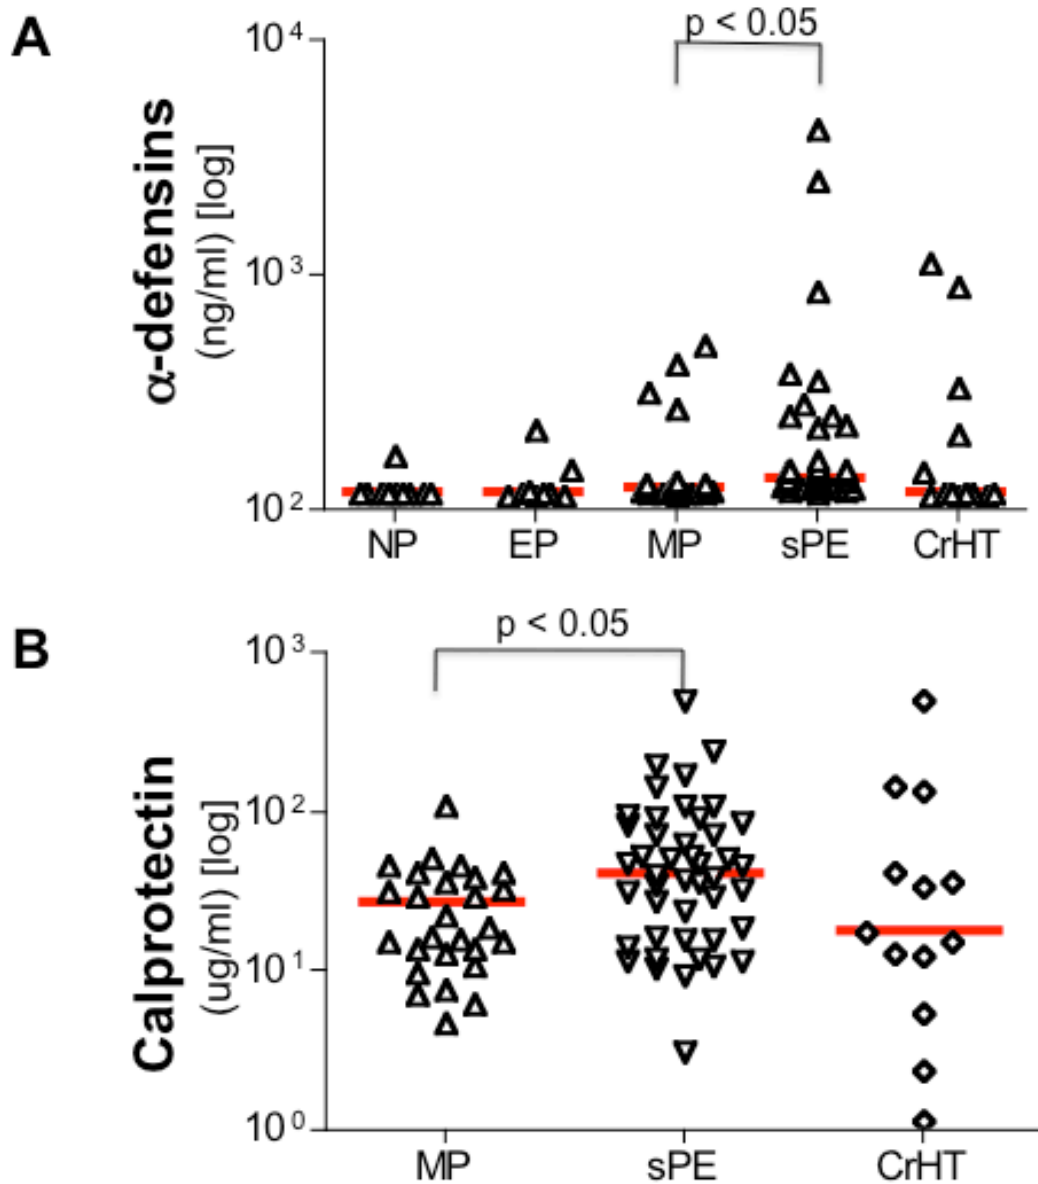 A
α-defensins
(ng/ml) [log]
p < 0.05
10⁴
10³
10²
NP EP MP sPE CrHT
B
Calprotectin
(ug/ml) [log]
p < 0.05
10³
10²
10¹
10⁰
MP sPE CrHT